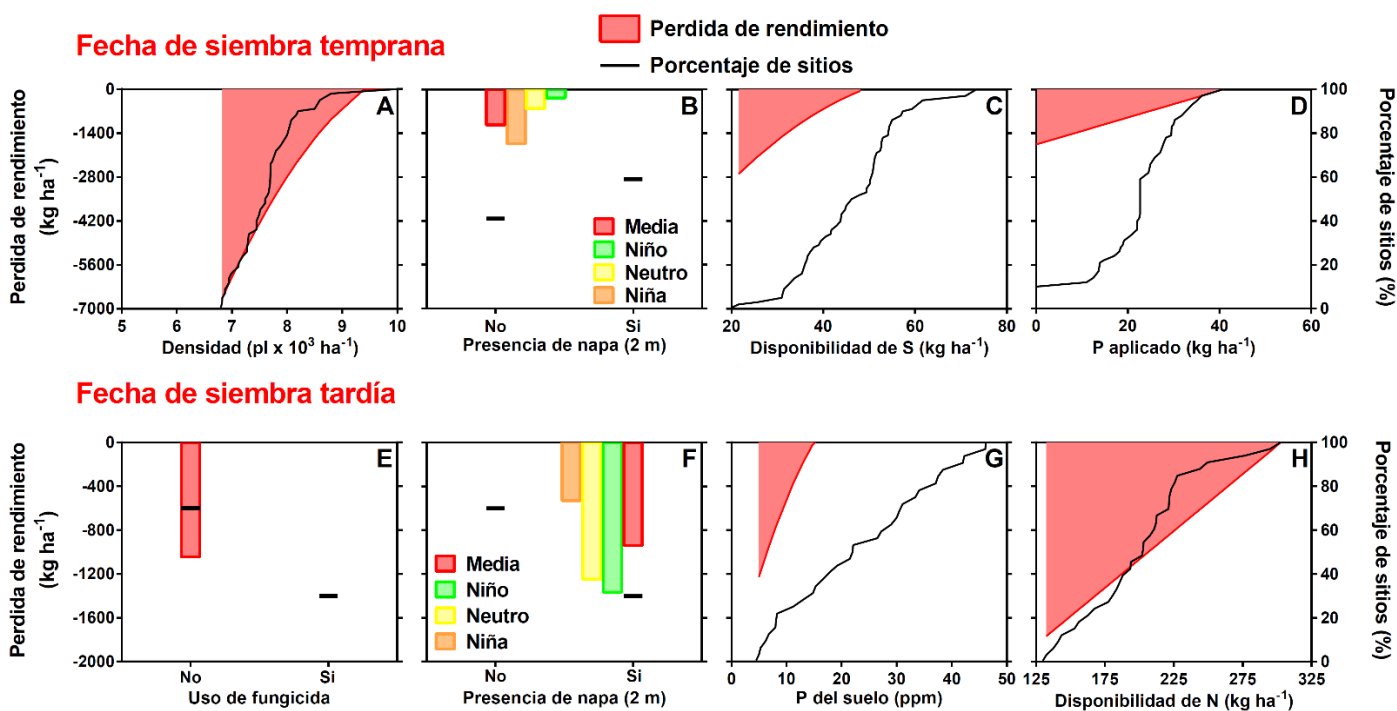 Fecha de siembra temprana
Perdida de rendimiento
Porcentaje de sitios
Perdida de rendimiento
(kg ha⁻¹)
0
-1400
-2800
-4200
-5600
-7000
A
5 6 7 8 9 10
Densidad (pl x 10³ ha⁻¹)
B
Media
Niño
Neutro
Niña
No Si
Presencia de napa (2 m)
C
20 40 60 80
Disponibilidad de S (kg ha⁻¹)
D
0 20 40 60
P aplicado (kg ha⁻¹)
100
80
60
40
20
0
Porcentaje de sitios
(%)
Fecha de siembra tardía
Perdida de rendimiento
(kg ha⁻¹)
0
-400
-800
-1200
-1600
-2000
E
No Si
Uso de fungicida
F
Media
Niño
Neutro
Niña
No Si
Presencia de napa (2 m)
G
0 10 20 30 40 50
P del suelo (ppm)
H
125 175 225 275 325
Disponibilidad de N (kg ha⁻¹)
100
80
60
40
20
0
Porcentaje de sitios
(%)